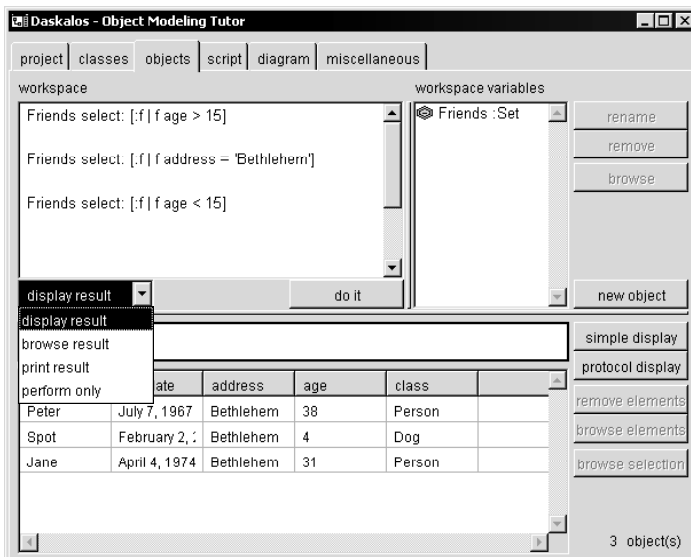 Daskalos - Object Modeling Tutor
project classes objects script diagram miscellaneous
workspace
workspace variables
Friends select: [:f | f age > 15]
Friends select: [:f | f address = 'Bethlehem']
Friends select: [:f | f age < 15]
Friends :Set
rename
remove
browse
display result
do it
new object
display result
browse result
print result
perform only
simple display
protocol display
remove elements
browse elements
browse selection
address age class
Peter July 7, 1967 Bethlehem 38 Person
Spot February 2, Bethlehem 4 Dog
Jane April 4, 1974 Bethlehem 31 Person
3 object(s)